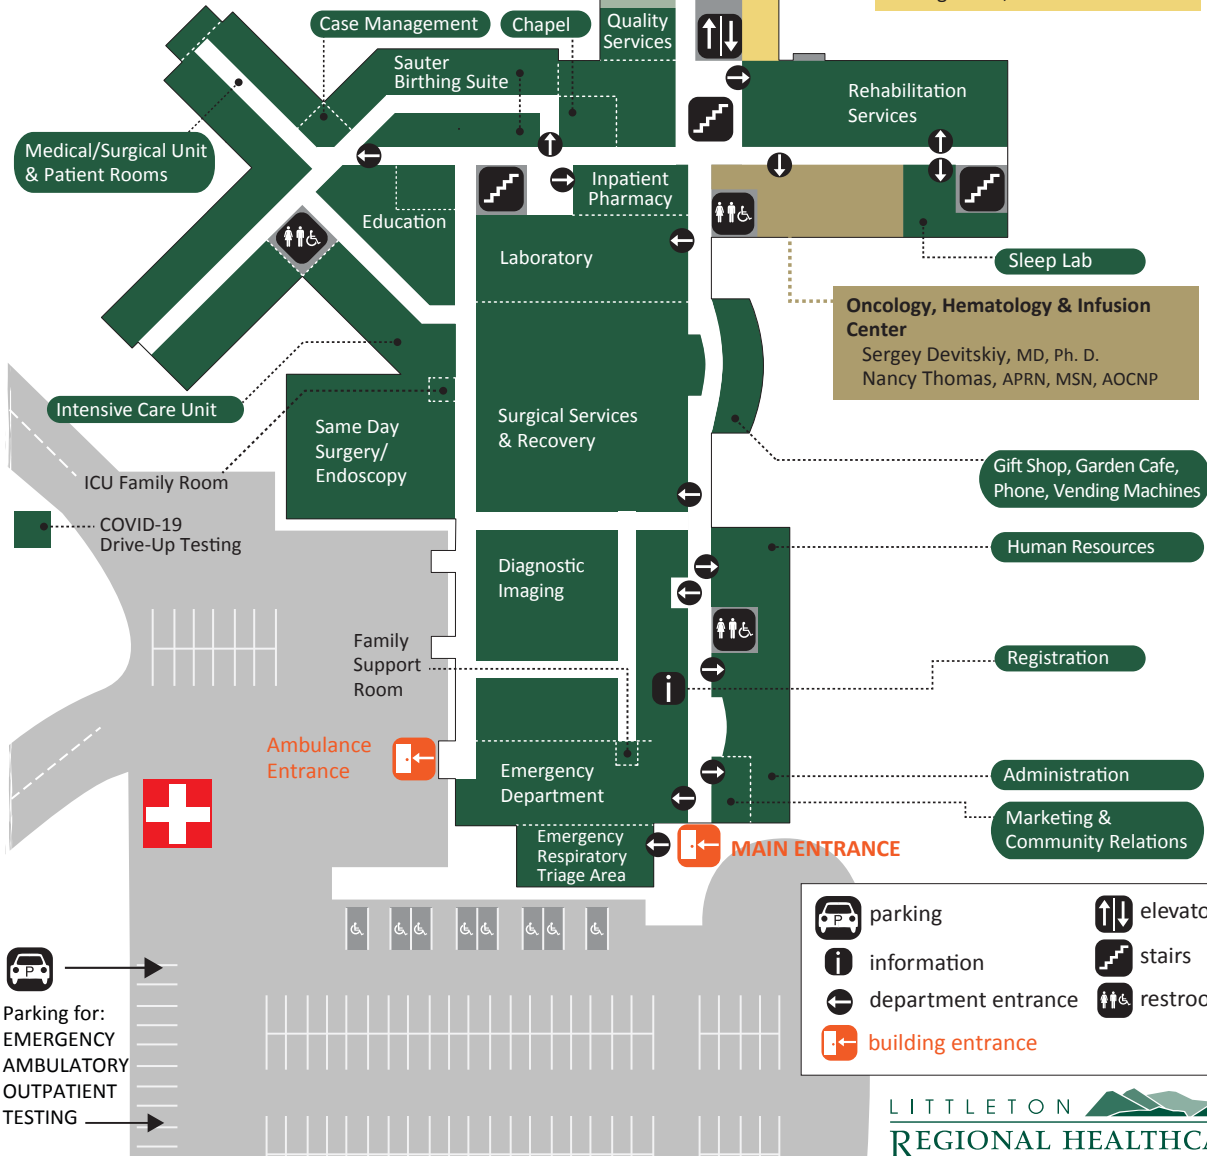 Case Management
Chapel
Quality
Services
Sauter
Birthing Suite
Rehabilitation
Services
Medical/Surgical Unit
& Patient Rooms
Inpatient
Pharmacy
Education
Laboratory
Sleep Lab
Oncology, Hematology & Infusion
Center
Sergey Devitskiy, MD, Ph. D.
Nancy Thomas, APRN, MSN, AOCNP
Intensive Care Unit
Same Day
Surgery/
Endoscopy
Surgical Services
& Recovery
Gift Shop, Garden Cafe,
Phone, Vending Machines
ICU Family Room
COVID-19
Drive-Up Testing
Human Resources
Diagnostic
Imaging
Family
Support
Room
Registration
i
Ambulance
Entrance
Emergency
Department
Administration
Marketing &
Community Relations
Emergency
Respiratory
Triage Area
MAIN ENTRANCE
P parking
elevato
i information
stairs
department entrance
restroo
building entrance
P
Parking for:
EMERGENCY
AMBULATORY
OUTPATIENT
TESTING
LITTLETON
REGIONAL HEALTHCA